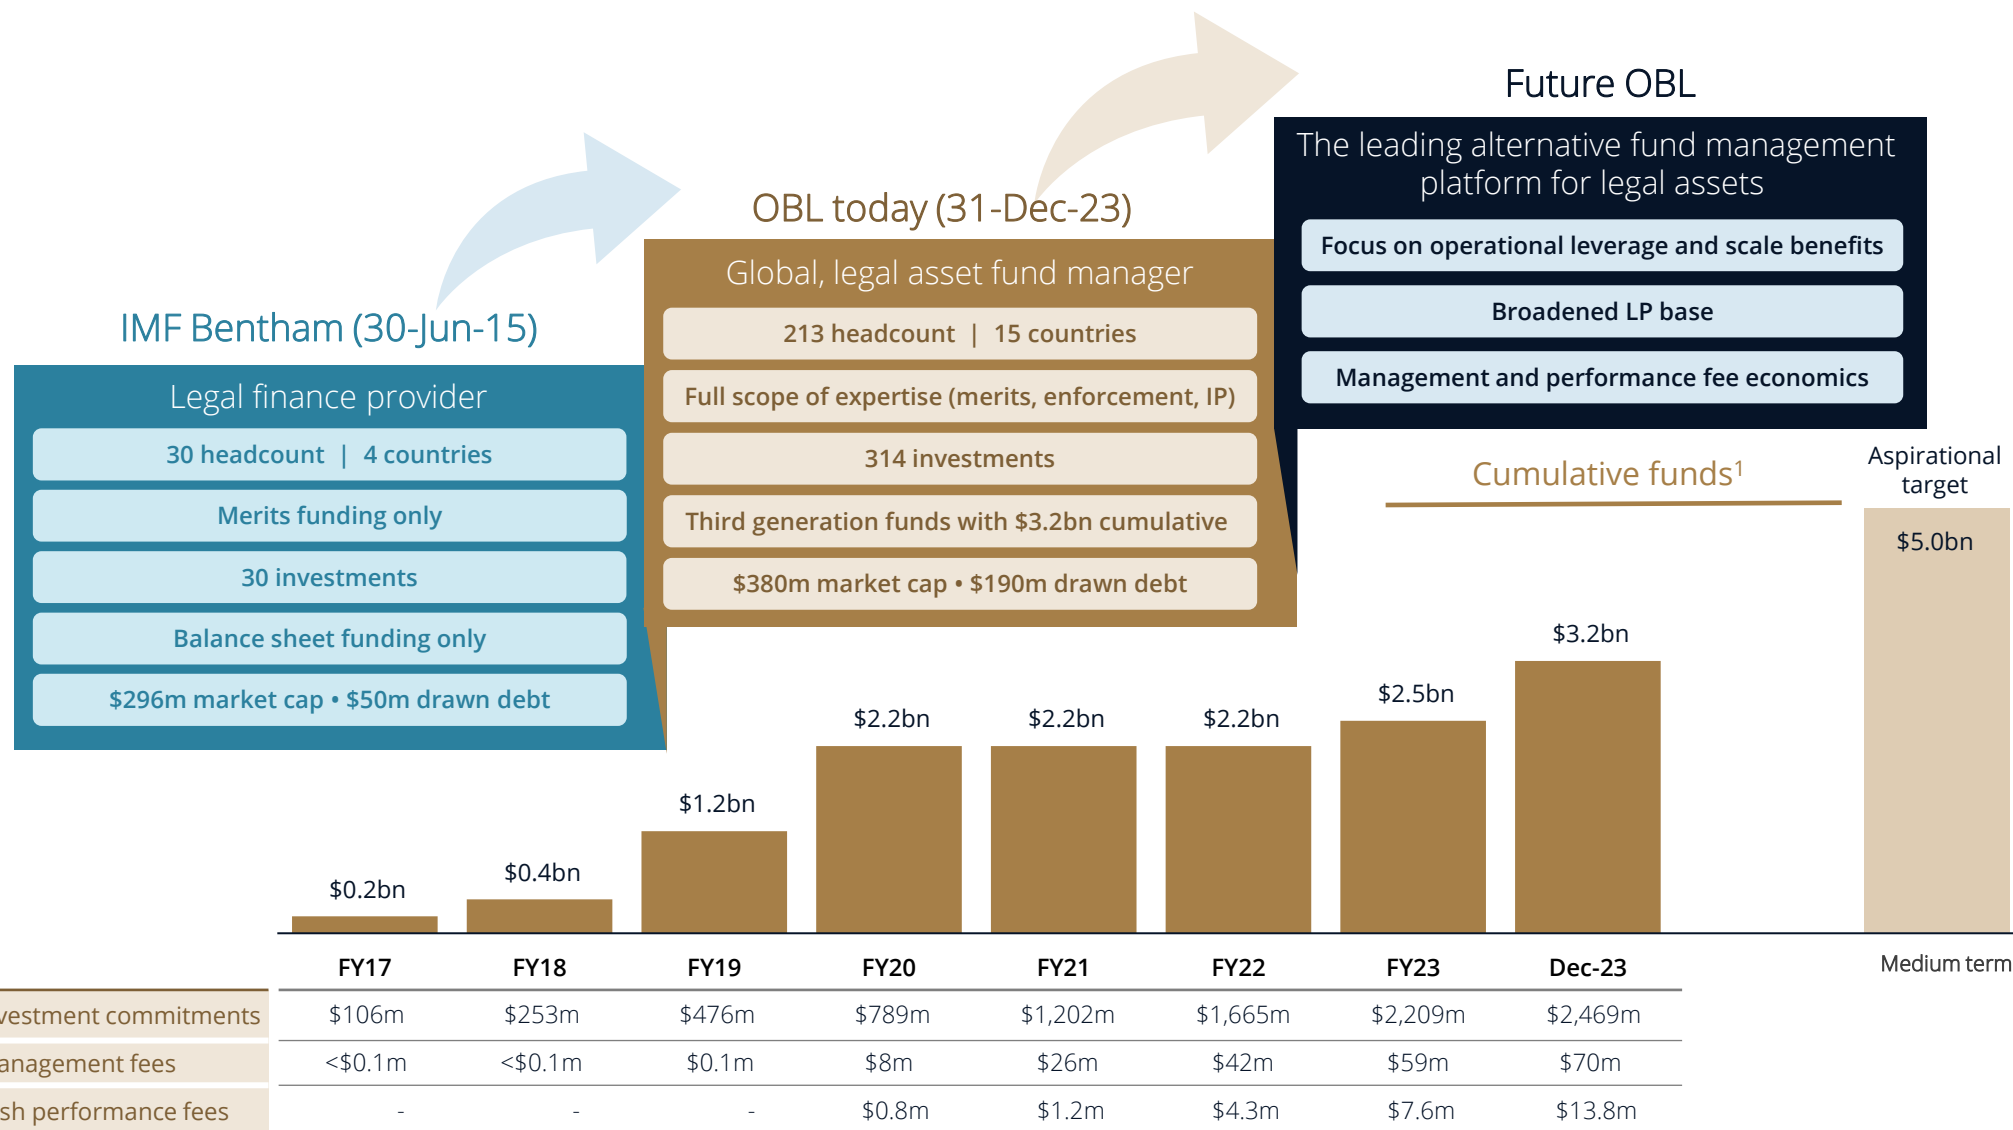 Future OBL
The leading alternative fund management
platform for legal assets
Focus on operational leverage and scale benefits
Broadened LP base
Management and performance fee economics
OBL today (31-Dec-23)
Global, legal asset fund manager
213 headcount | 15 countries
Full scope of expertise (merits, enforcement, IP)
314 investments
Third generation funds with $3.2bn cumulative
$380m market cap • $190m drawn debt
IMF Bentham (30-Jun-15)
Legal finance provider
30 headcount | 4 countries
Merits funding only
30 investments
Balance sheet funding only
$296m market cap • $50m drawn debt
Cumulative funds¹
Aspirational
target
$5.0bn
$0.2bn $0.4bn $1.2bn $2.2bn $2.2bn $2.2bn $2.5bn $3.2bn
FY17 FY18 FY19 FY20 FY21 FY22 FY23 Dec-23 Medium term
commitments $106m $253m $476m $789m $1,202m $1,665m $2,209m $2,469m
fees <$0.1m <$0.1m $0.1m $8m $26m $42m $59m $70m
performance fees - - - $0.8m $1.2m $4.3m $7.6m $13.8m